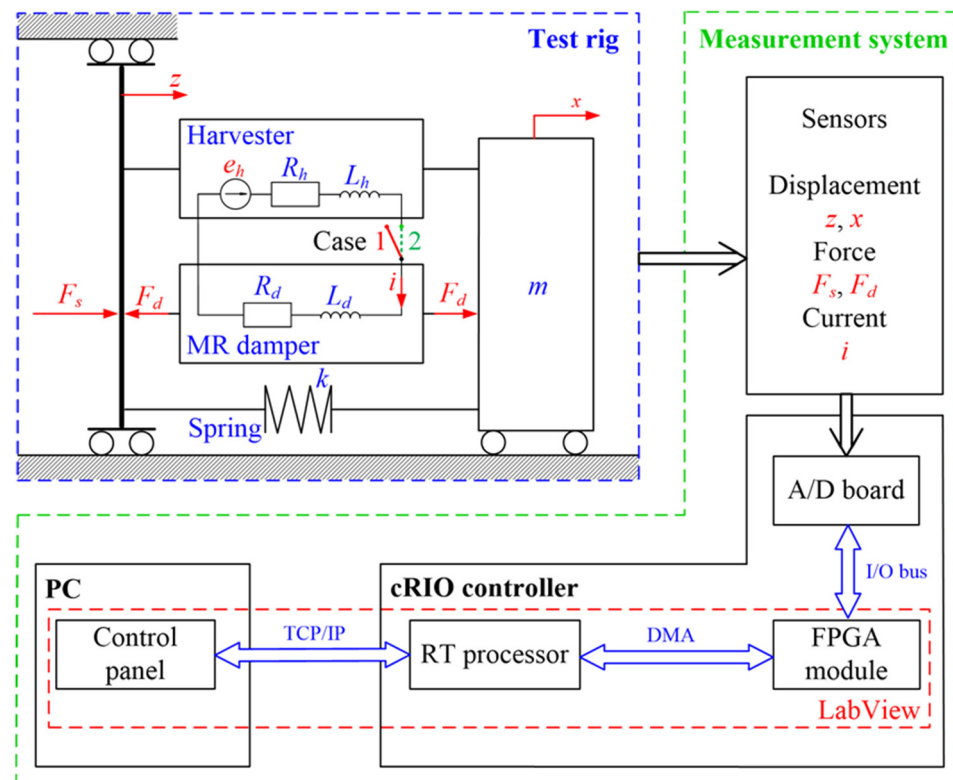 Test rig
z
x
Harvester
e_h
R_h
L_h
Case 1 2
i
F_s
F_d
F_d
R_d
L_d
MR damper
m
k
Spring
Measurement system
Sensors
Displacement
z, x
Force
F_s, F_d
Current
i
A/D board
I/O bus
PC
cRIO controller
Control
panel
TCP/IP
RT processor
DMA
FPGA
module
LabView